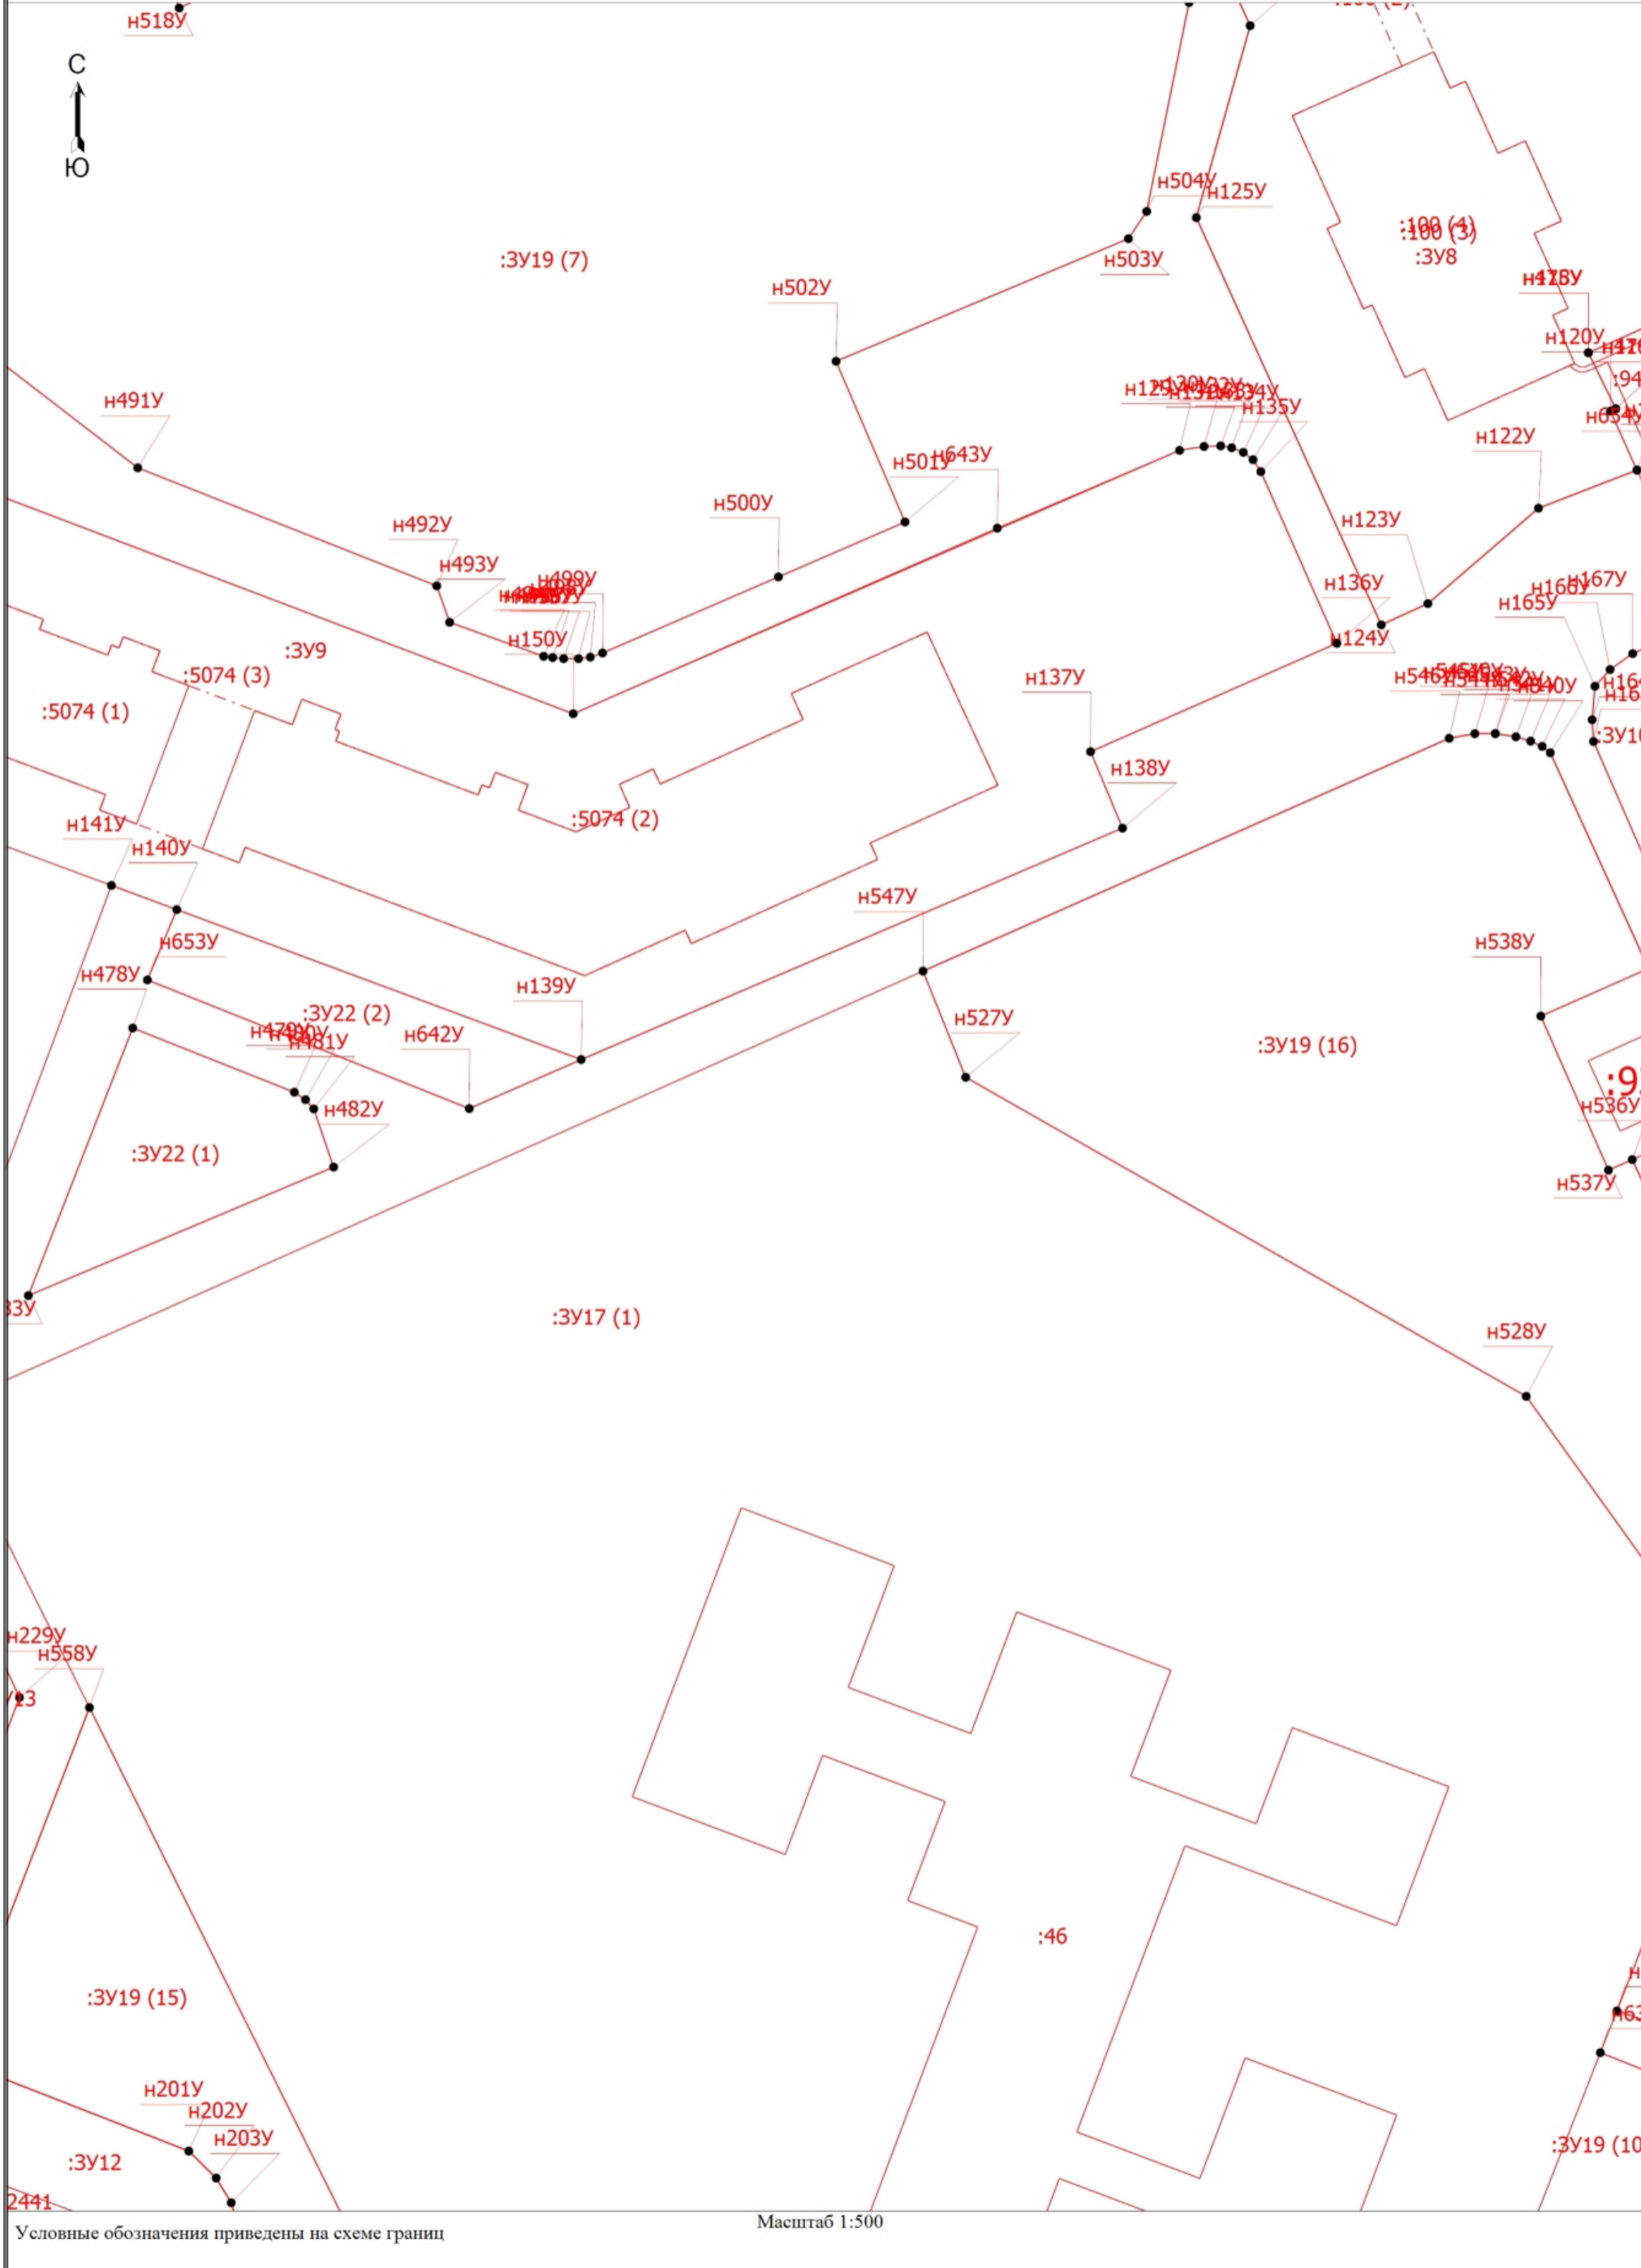 н518У
С
Ю
н504У
н125У
:100 (4)
:100 (3)
:ЗУ8
:ЗУ19 (7)
н503У
н502У
н120У
н491У
н135У
н122У
н501У
н643У
н500У
н492У
н123У
н493У
н499У
н136У
н167У
н166У
н165У
н150У
н124У
:ЗУ9
:5074 (3)
н137У
:5074 (1)
н138У
:5074 (2)
н141У
н140У
н547У
н653У
н538У
н478У
н139У
:ЗУ22 (2)
н527У
н642У
н481У
:ЗУ19 (16)
н482У
н536У
:ЗУ22 (1)
н537У
:ЗУ17 (1)
н528У
н229У
н558У
:46
:ЗУ19 (15)
н201У
н202У
н203У
:ЗУ12
:ЗУ19 (10
2441
Масштаб 1:500
Условные обозначения приведены на схеме границ